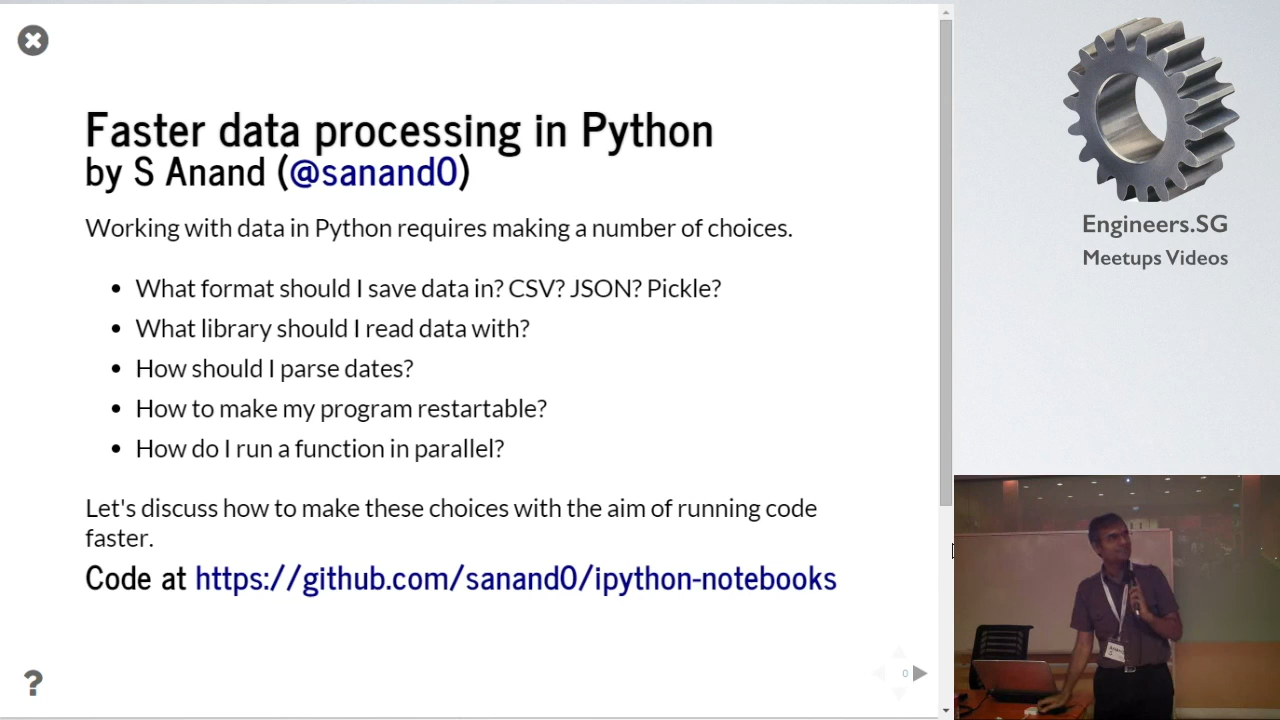 Faster data processing in Python
by S Anand (@sanand0)
Working with data in Python requires making a number of choices.
What format should I save data in? CSV? JSON? Pickle?
What library should I read data with?
How should I parse dates?
How to make my program restartable?
How do I run a function in parallel?
Let's discuss how to make these choices with the aim of running code
faster.
Code at https://github.com/sanand0/ipython-notebooks
?
0
Engineers.SG
Meetups Videos